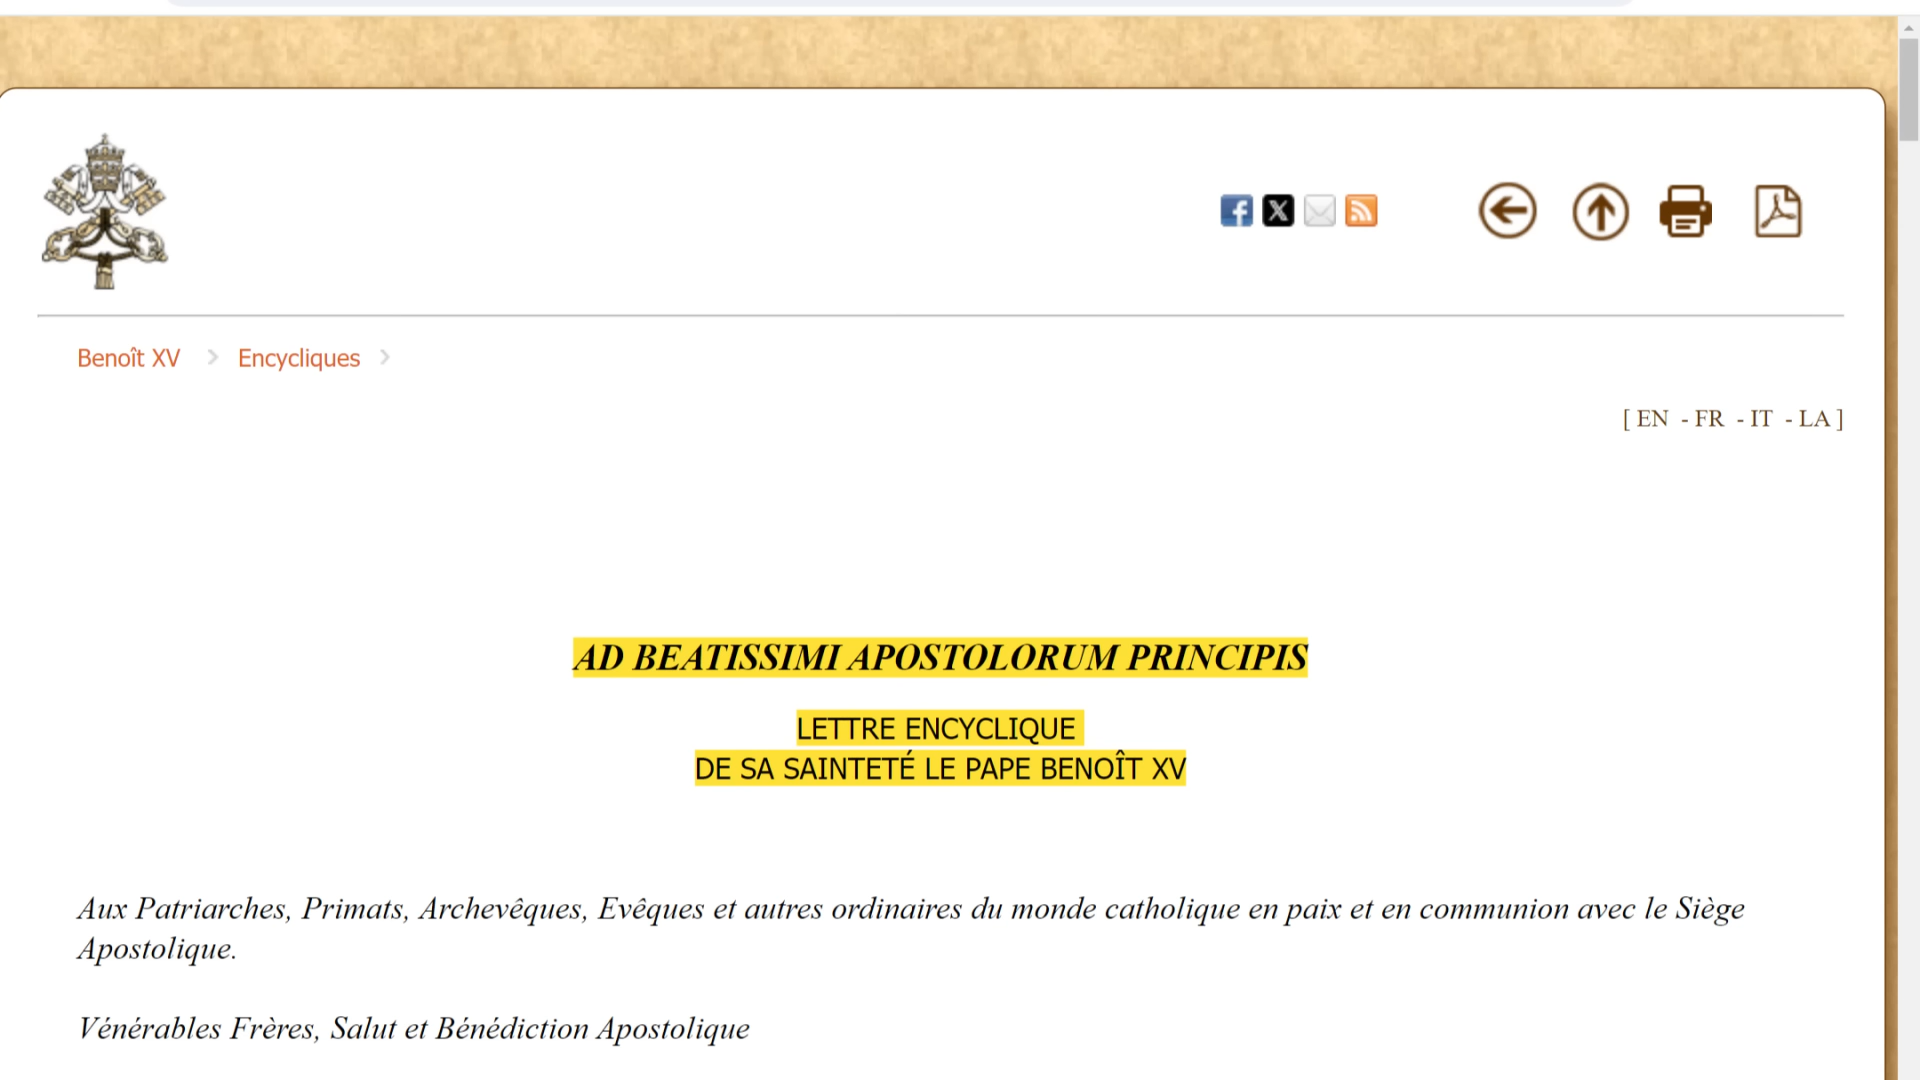 Benoît XV
Encycliques
[ EN - FR - IT - LA ]
AD BEATISSIMI APOSTOLORUM PRINCIPIS
LETTRE ENCYCLIQUE
DE SA SAINTETÉ LE PAPE BENOÎT XV
Aux Patriarches, Primats, Archevêques, Evêques et autres ordinaires du monde catholique en paix et en communion avec le Siège
Apostolique.
Vénérables Frères, Salut et Bénédiction Apostolique